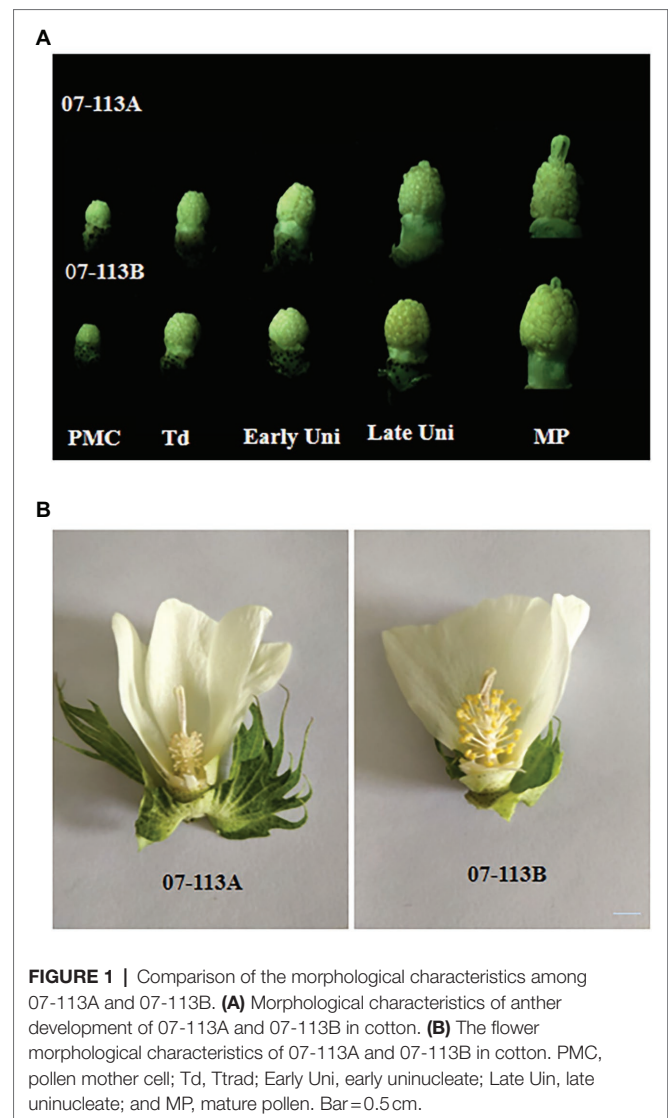 A
07-113A
07-113B
PMC Td Early Uni Late Uni MP
B
07-113A 07-113B
FIGURE 1 | Comparison of the morphological characteristics among
07-113A and 07-113B. (A) Morphological characteristics of anther
development of 07-113A and 07-113B in cotton. (B) The flower
morphological characteristics of 07-113A and 07-113B in cotton. PMC,
pollen mother cell; Td, Ttrad; Early Uni, early uninucleate; Late Uin, late
uninucleate; and MP, mature pollen. Bar=0.5cm.